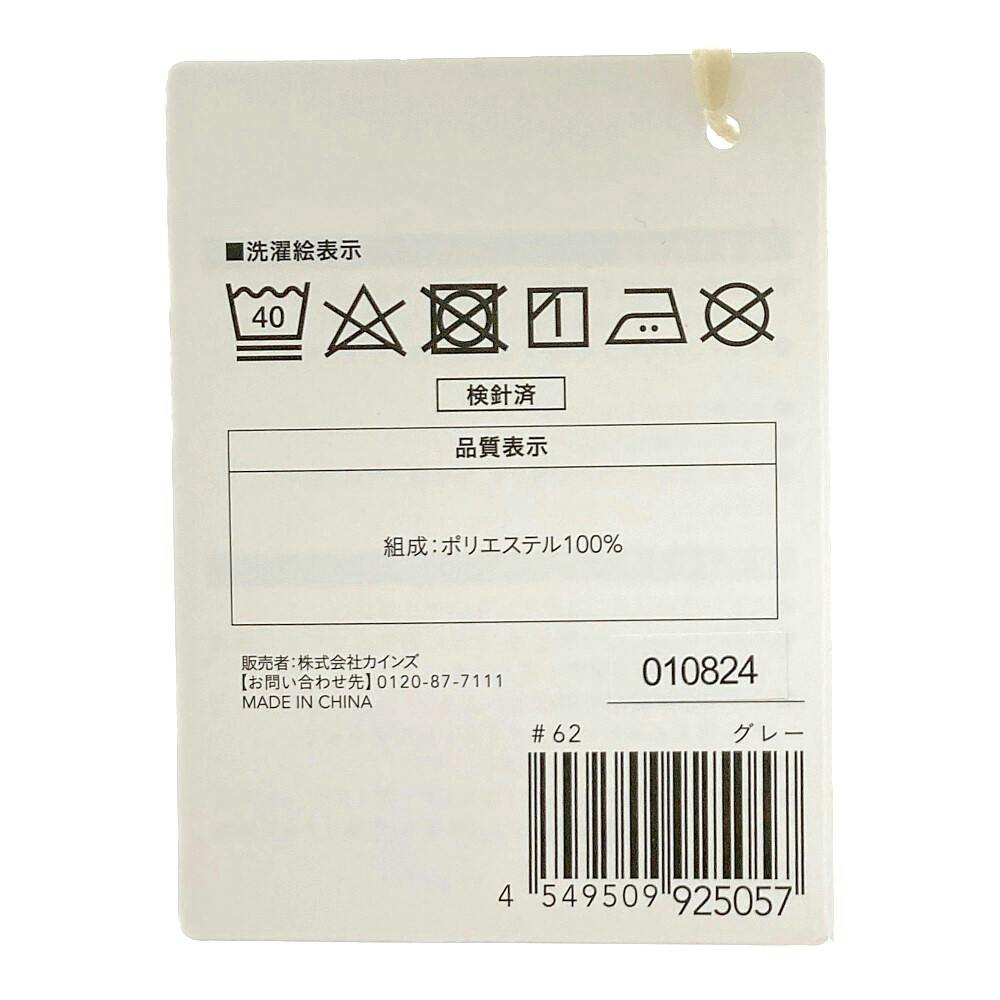 ■洗濯絵表示
40
検針済
品質表示
組成:ポリエステル100%
販売者:株式会社カインズ
【お問い合わせ先】0120-87-7111
MADE IN CHINA
010824
#62 グレー
4 549509 925057